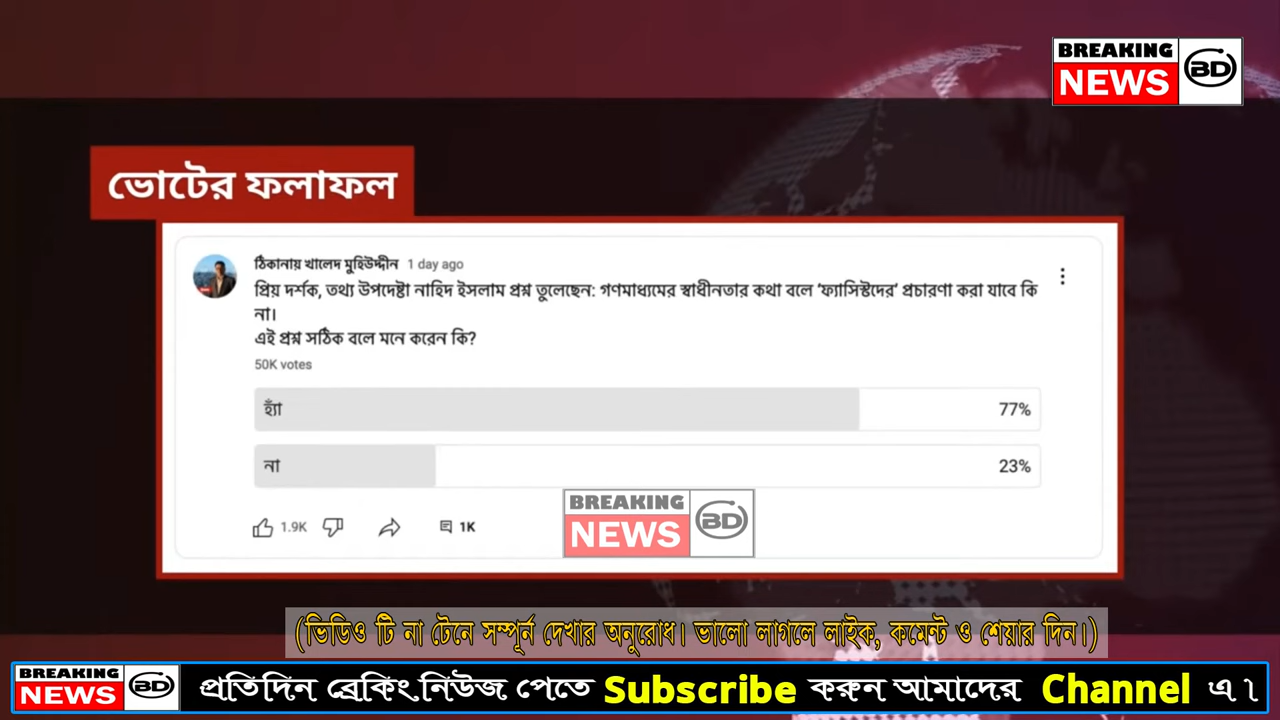 BREAKING
NEWS BD
ভোটের ফলাফল
ঠিকানায় খালেদ মুহিউদ্দীন 1 day ago
প্রিয় দর্শক, তথ্য উপদেষ্টা নাহিদ ইসলাম প্রশ্ন তুলেছেন: গণমাধ্যমের স্বাধীনতার কথা বলে ‘ফ্যাসিস্টদের’ প্রচারণা করা যাবে কি
না।
এই প্রশ্ন সঠিক বলে মনে করেন কি?
50K votes
হ্যাঁ 77%
না 23%
1.9K 1K
BREAKING
NEWS BD
(ভিডিও টি না টেনে সম্পূর্ন দেখার অনুরোধ। ভালো লাগলে লাইক, কমেন্ট ও শেয়ার দিন।)
BREAKING
NEWS BD
প্রতিদিন ব্রেকিং নিউজ পেতে Subscribe করুন আমাদের Channel এ।